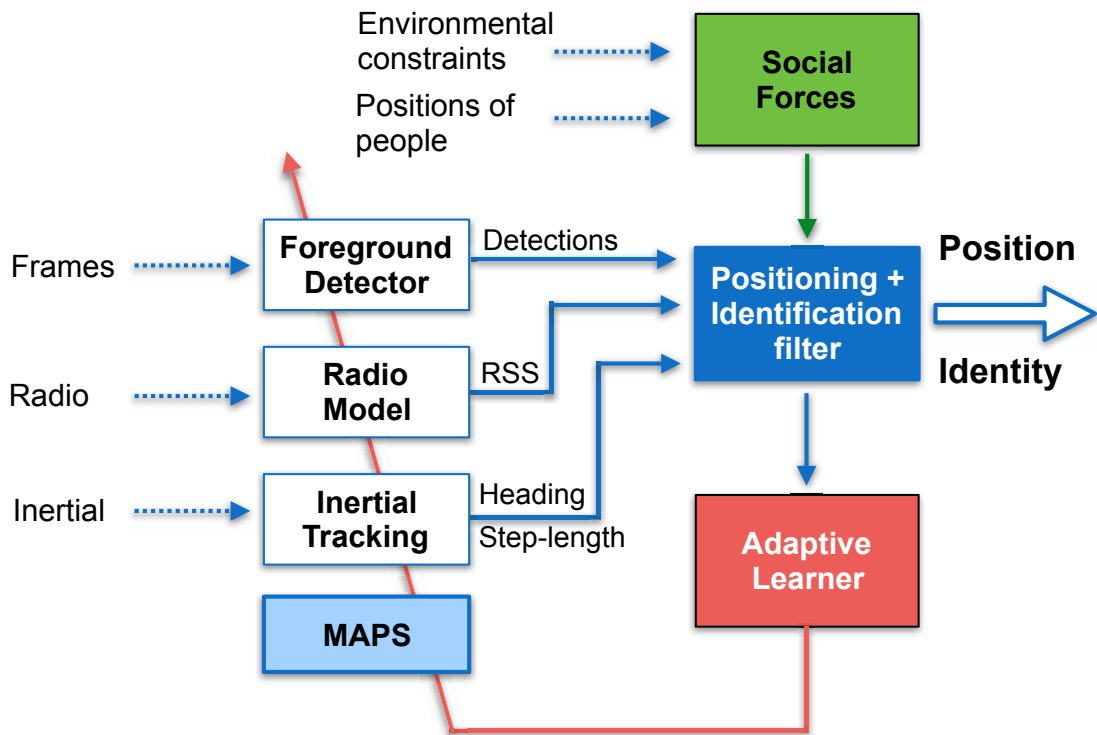 Environmental
constraints
Social
Forces
Positions of
people
Frames
Foreground
Detector
Detections
Positioning +
Identification
filter
Position
Identity
Radio
Radio
Model
RSS
Inertial
Inertial
Tracking
Heading
Step-length
Adaptive
Learner
MAPS